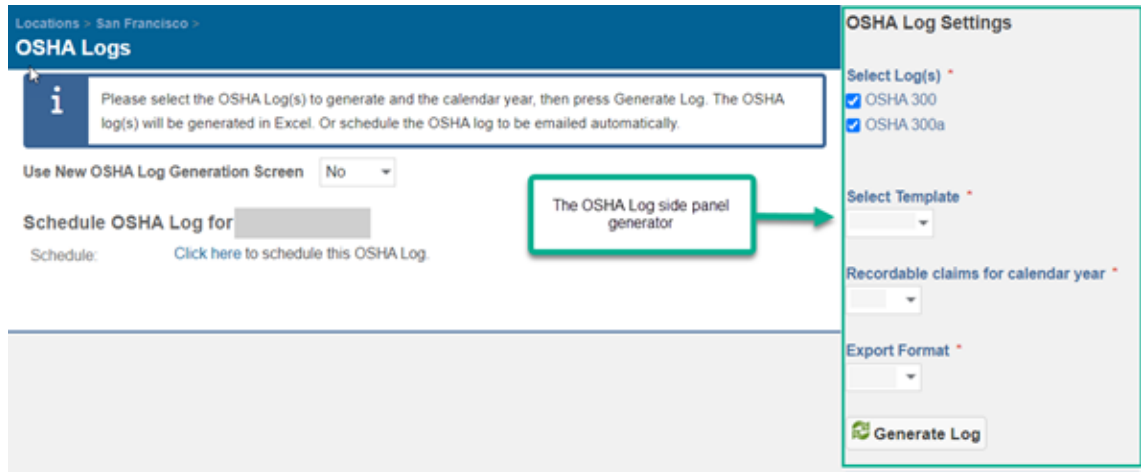 Locations > San Francisco >
OSHA Logs
i
Please select the OSHA Log(s) to generate and the calendar year, then press Generate Log. The OSHA
log(s) will be generated in Excel. Or schedule the OSHA log to be emailed automatically.
Use New OSHA Log Generation Screen No
Schedule OSHA Log for
Schedule: Click here to schedule this OSHA Log.
The OSHA Log side panel
generator
OSHA Log Settings
Select Log(s) *
OSHA 300
OSHA 300a
Select Template *
Recordable claims for calendar year *
Export Format *
Generate Log